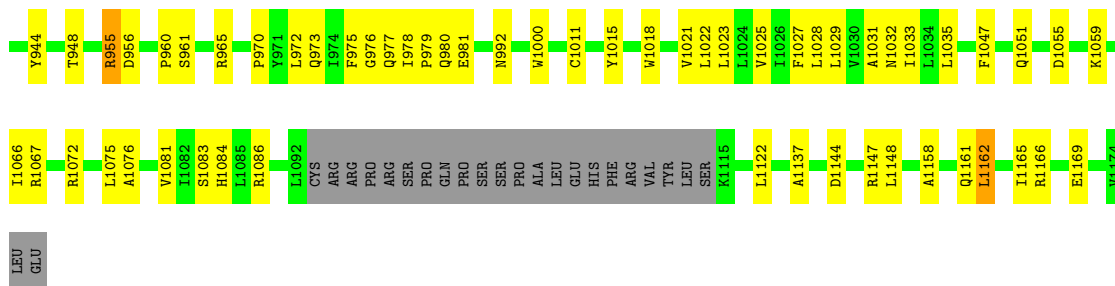 Y944 T948 R955 D956 P960 S961 R965 P970 Y971 L972 Q973 I974 F975 G976 Q977 I978 P979 Q980 E981 N992 W1000 C1011 Y1015 W1018 V1021 L1022 L1023 L1024 V1025 I1026 F1027 L1028 L1029 V1030 A1031 N1032 I1033 L1034 L1035 F1047 Q1051 D1055 K1059
I1066 R1067 R1072 L1075 A1076 V1081 I1082 S1083 H1084 L1085 R1086 L1092 CYS ARG ARG PRO ARG SER PRO GLN PRO SER SER PRO ALA LEU GLU HIS PHE ARG VAL TYR LEU SER K1115 L1122 A1137 D1144 R1147 L1148 A1158 Q1161 L1162 I1165 R1166 E1169 V1174
LEU GLU